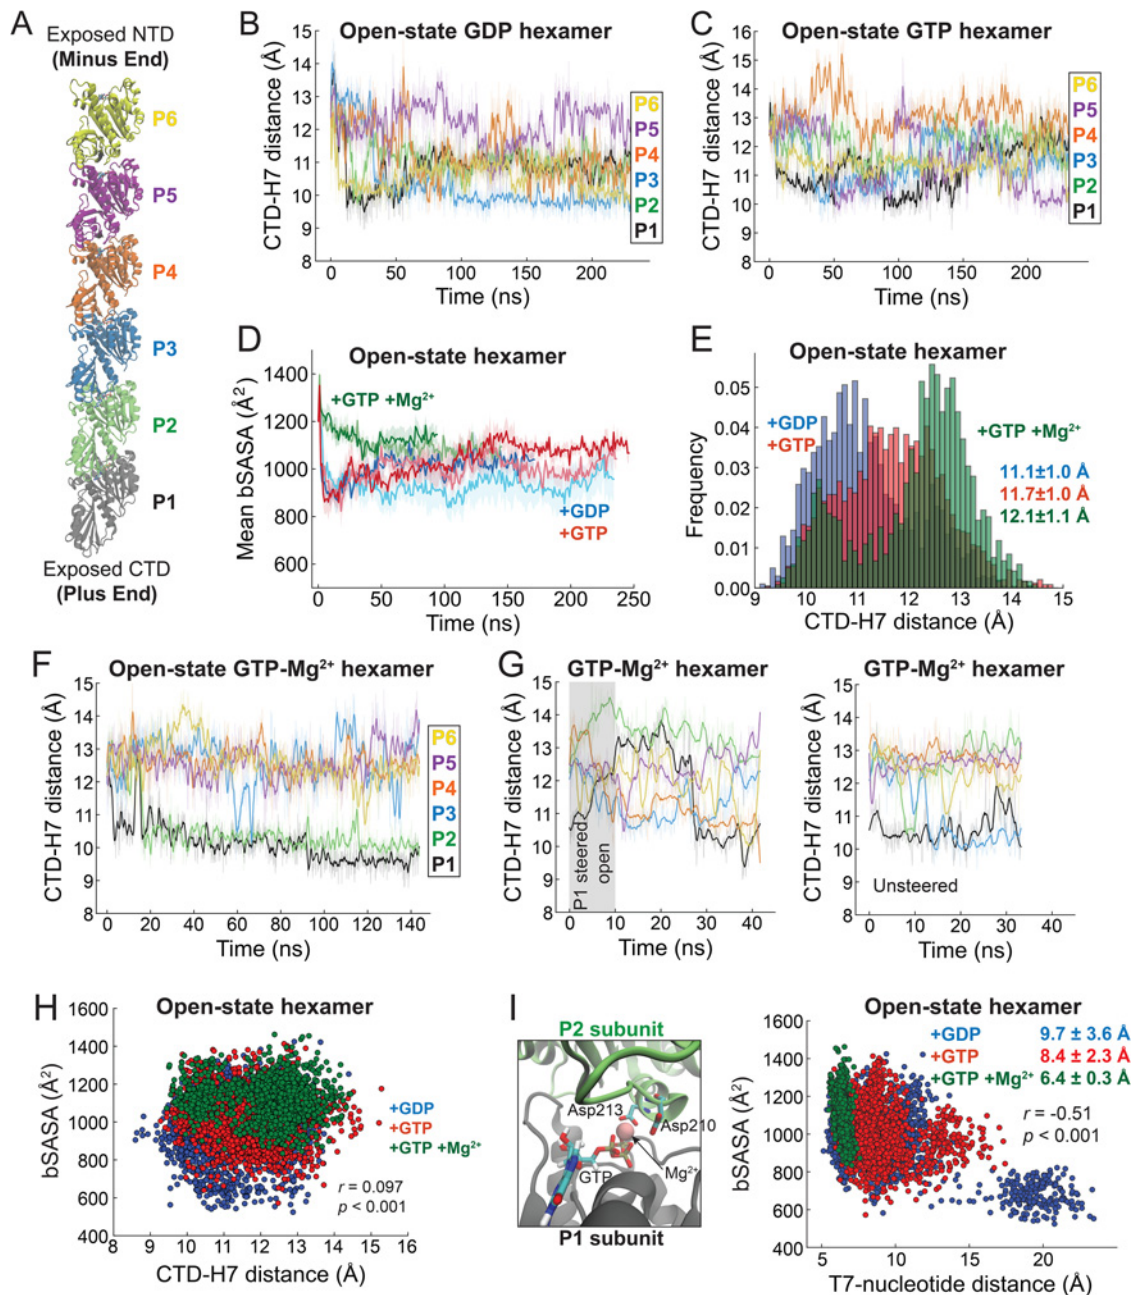 A
Exposed NTD
(Minus End)
P6
P5
P4
P3
P2
P1
Exposed CTD
(Plus End)
B
Open-state GDP hexamer
CTD-H7 distance (Å)
15
14
13
12
11
10
9
8
0
50
100
150
200
Time (ns)
P6
P5
P4
P3
P2
P1
C
Open-state GTP hexamer
CTD-H7 distance (Å)
16
15
14
13
12
11
10
9
8
0
50
100
150
200
Time (ns)
P6
P5
P4
P3
P2
P1
D
Open-state hexamer
Mean bSASA (Å²)
1400
1200
1000
800
600
+GTP +Mg²⁺
+GDP
+GTP
0
50
100
150
200
250
Time (ns)
E
Open-state hexamer
Frequency
0.05
0.04
0.03
0.02
0.01
0.00
+GDP
+GTP
+GTP +Mg²⁺
11.1±1.0 Å
11.7±1.0 Å
12.1±1.1 Å
9
10
11
12
13
14
15
CTD-H7 distance (Å)
F
Open-state GTP-Mg²⁺ hexamer
CTD-H7 distance (Å)
15
14
13
12
11
10
9
8
0
20
40
60
80
100
120
140
Time (ns)
P6
P5
P4
P3
P2
P1
G
GTP-Mg²⁺ hexamer
CTD-H7 distance (Å)
15
14
13
12
11
10
9
8
P1 steered
open
0
10
20
30
40
Time (ns)
GTP-Mg²⁺ hexamer
CTD-H7 distance (Å)
15
14
13
12
11
10
9
8
Unsteered
0
10
20
30
40
Time (ns)
H
Open-state hexamer
bSASA (Å²)
1600
1400
1200
1000
800
600
400
+GDP
+GTP
+GTP +Mg²⁺
r = 0.097
p < 0.001
8
9
10
11
12
13
14
15
16
CTD-H7 distance (Å)
I
P2 subunit
Asp213
Asp210
GTP
Mg²⁺
P1 subunit
Open-state hexamer
bSASA (Å²)
1600
1400
1200
1000
800
600
400
+GDP 9.7 ± 3.6 Å
+GTP 8.4 ± 2.3 Å
+GTP +Mg²⁺ 6.4 ± 0.3 Å
r = -0.51
p < 0.001
5
10
15
20
T7-nucleotide distance (Å)